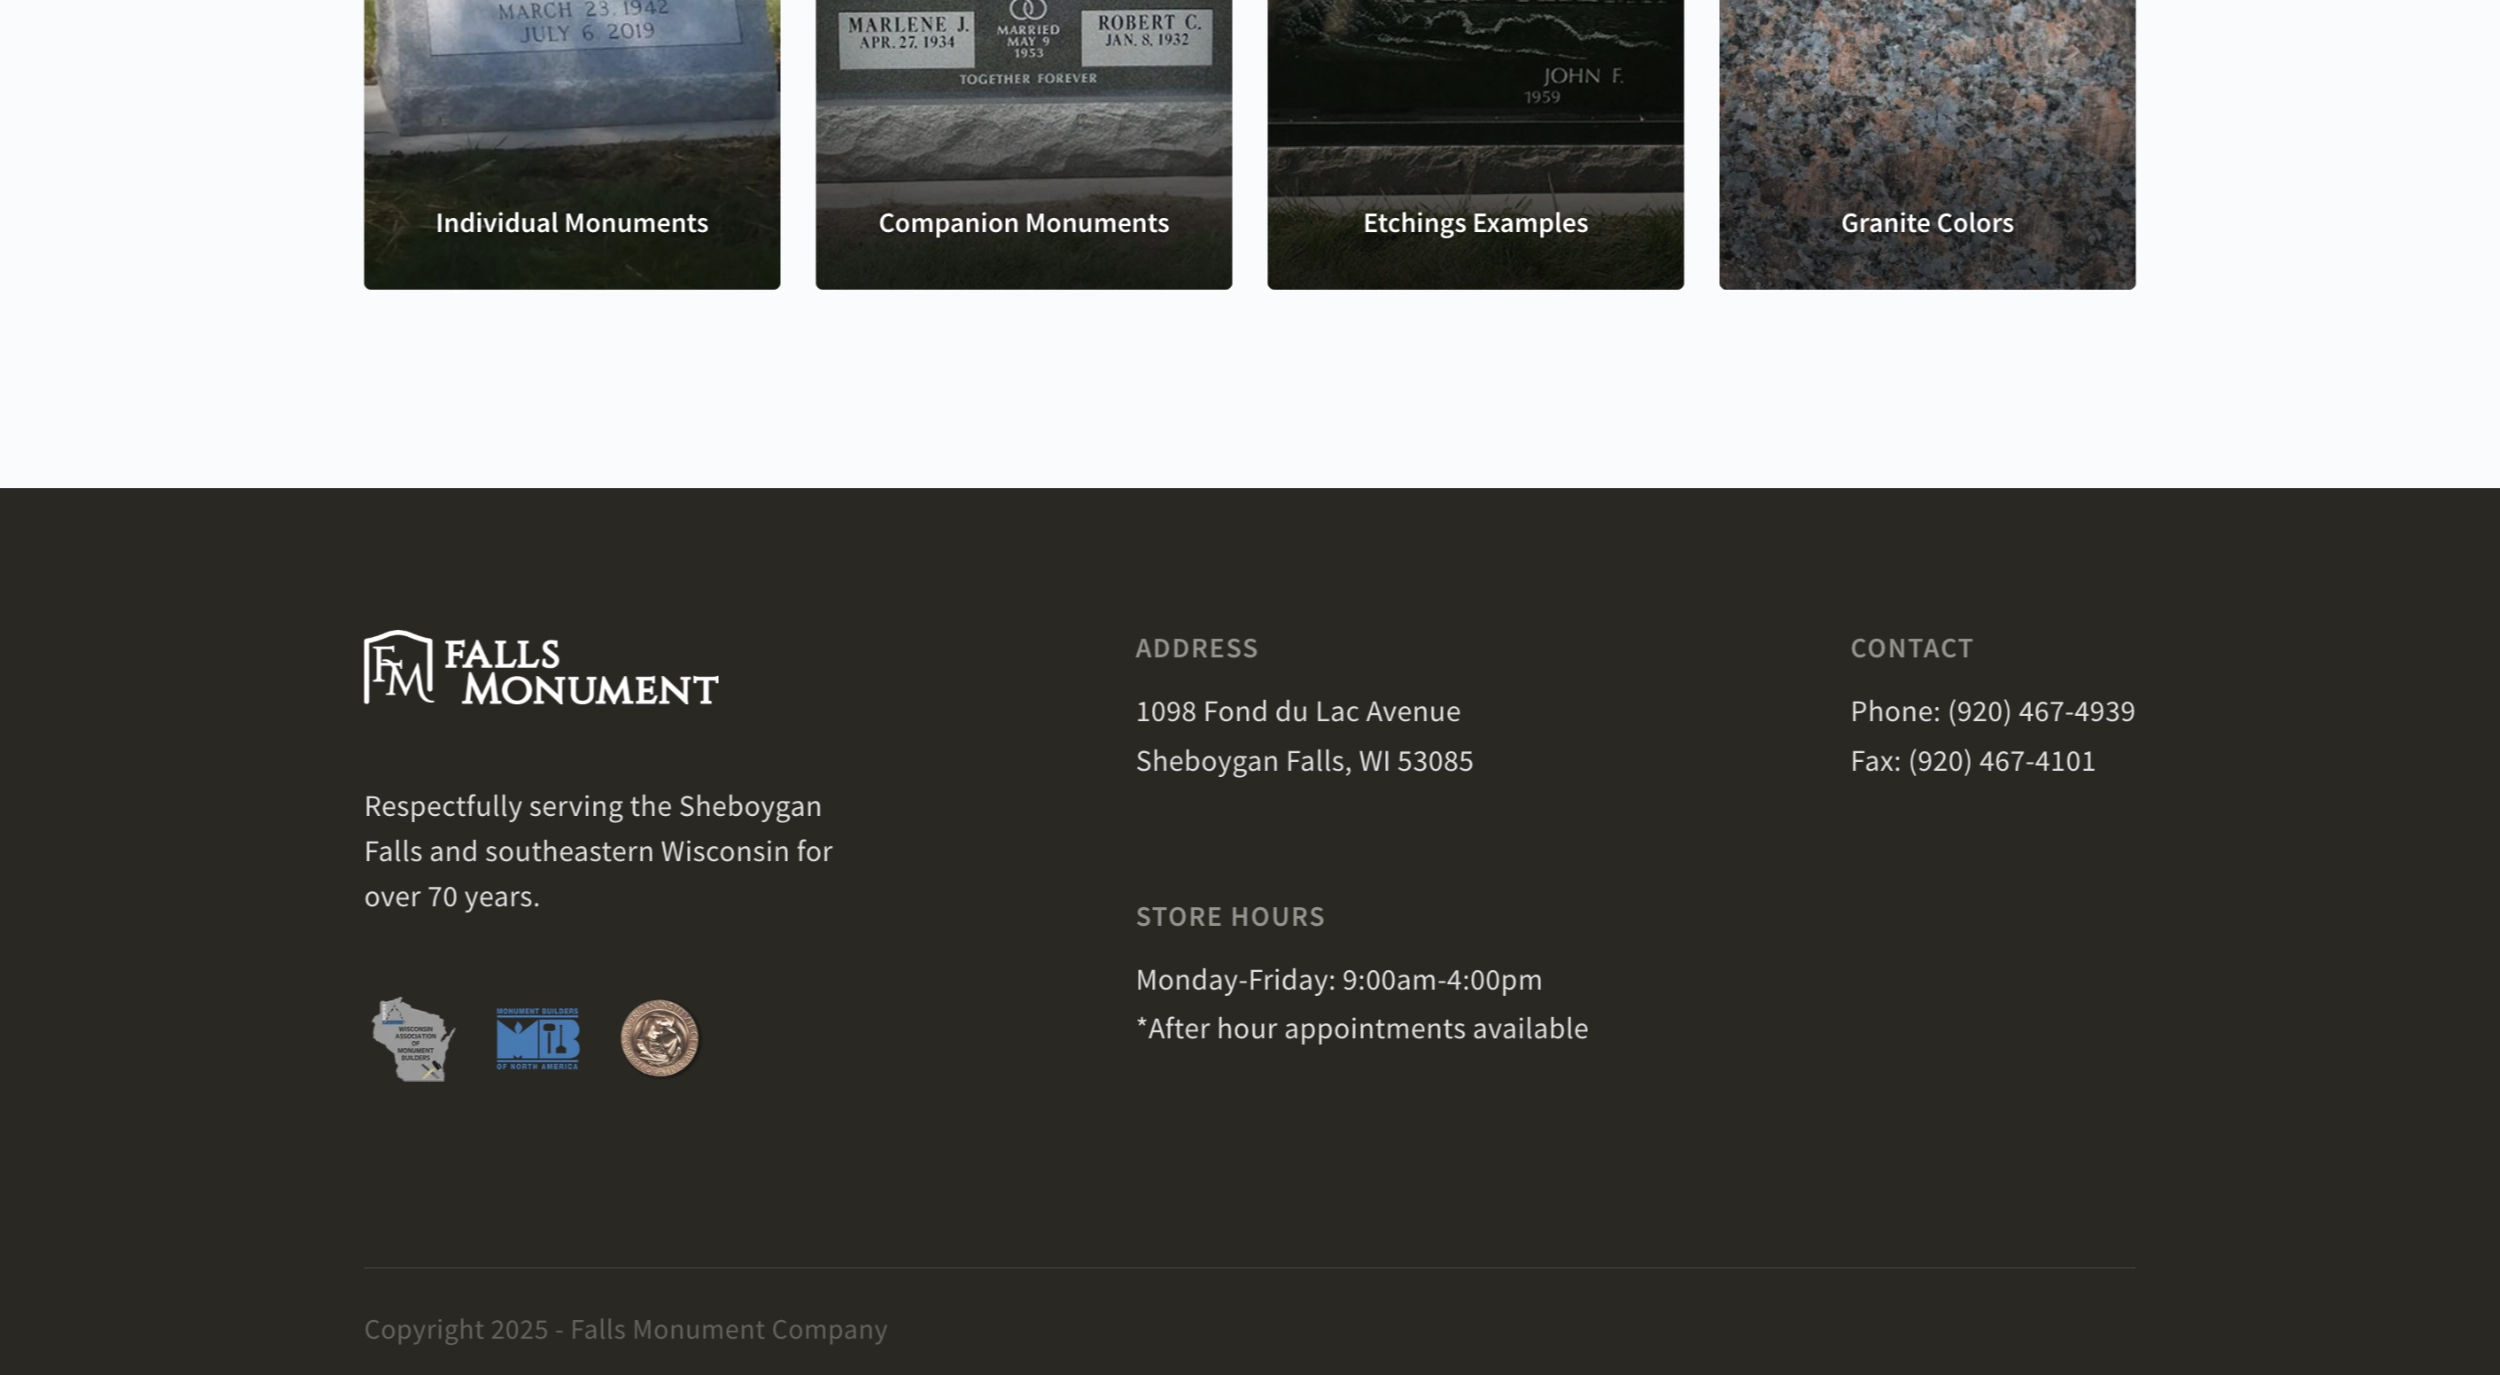 MARCH 23, 1942
JULY 6, 2019
Individual Monuments
MARLENE J.
APR. 27, 1934
MARRIED
MAY 9
1953
ROBERT C.
JAN. 8, 1932
TOGETHER FOREVER
Companion Monuments
JOHN F.
1959
Etchings Examples
Granite Colors
FM FALLS
MONUMENT
Respectfully serving the Sheboygan
Falls and southeastern Wisconsin for
over 70 years.
WISCONSIN
ASSOCIATION
OF
MONUMENT
BUILDERS
MONUMENT BUILDERS
MB
OF NORTH AMERICA
ADDRESS
1098 Fond du Lac Avenue
Sheboygan Falls, WI 53085
STORE HOURS
Monday-Friday: 9:00am-4:00pm
*After hour appointments available
CONTACT
Phone: (920) 467-4939
Fax: (920) 467-4101
Copyright 2025 - Falls Monument Company